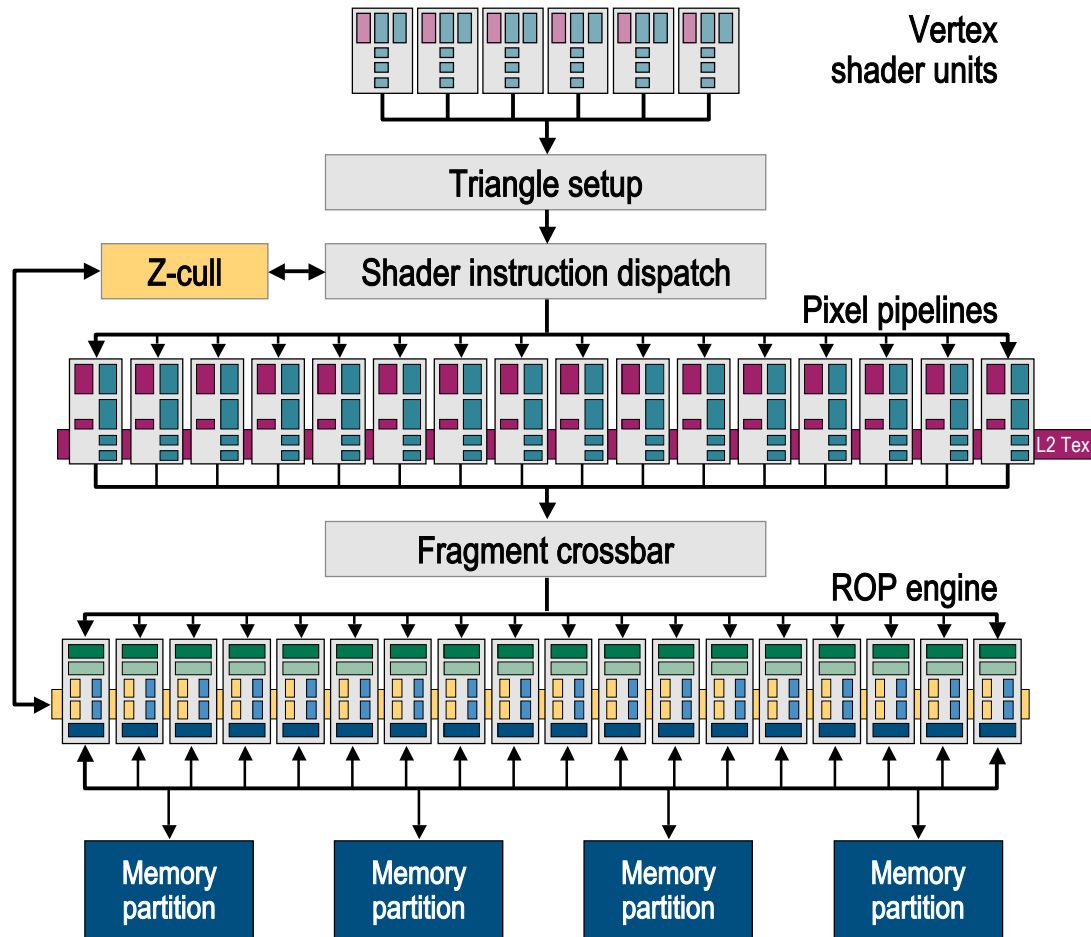 Vertex
shader units
Triangle setup
Z-cull
Shader instruction dispatch
Pixel pipelines
L2 Tex
Fragment crossbar
ROP engine
Memory
partition
Memory
partition
Memory
partition
Memory
partition